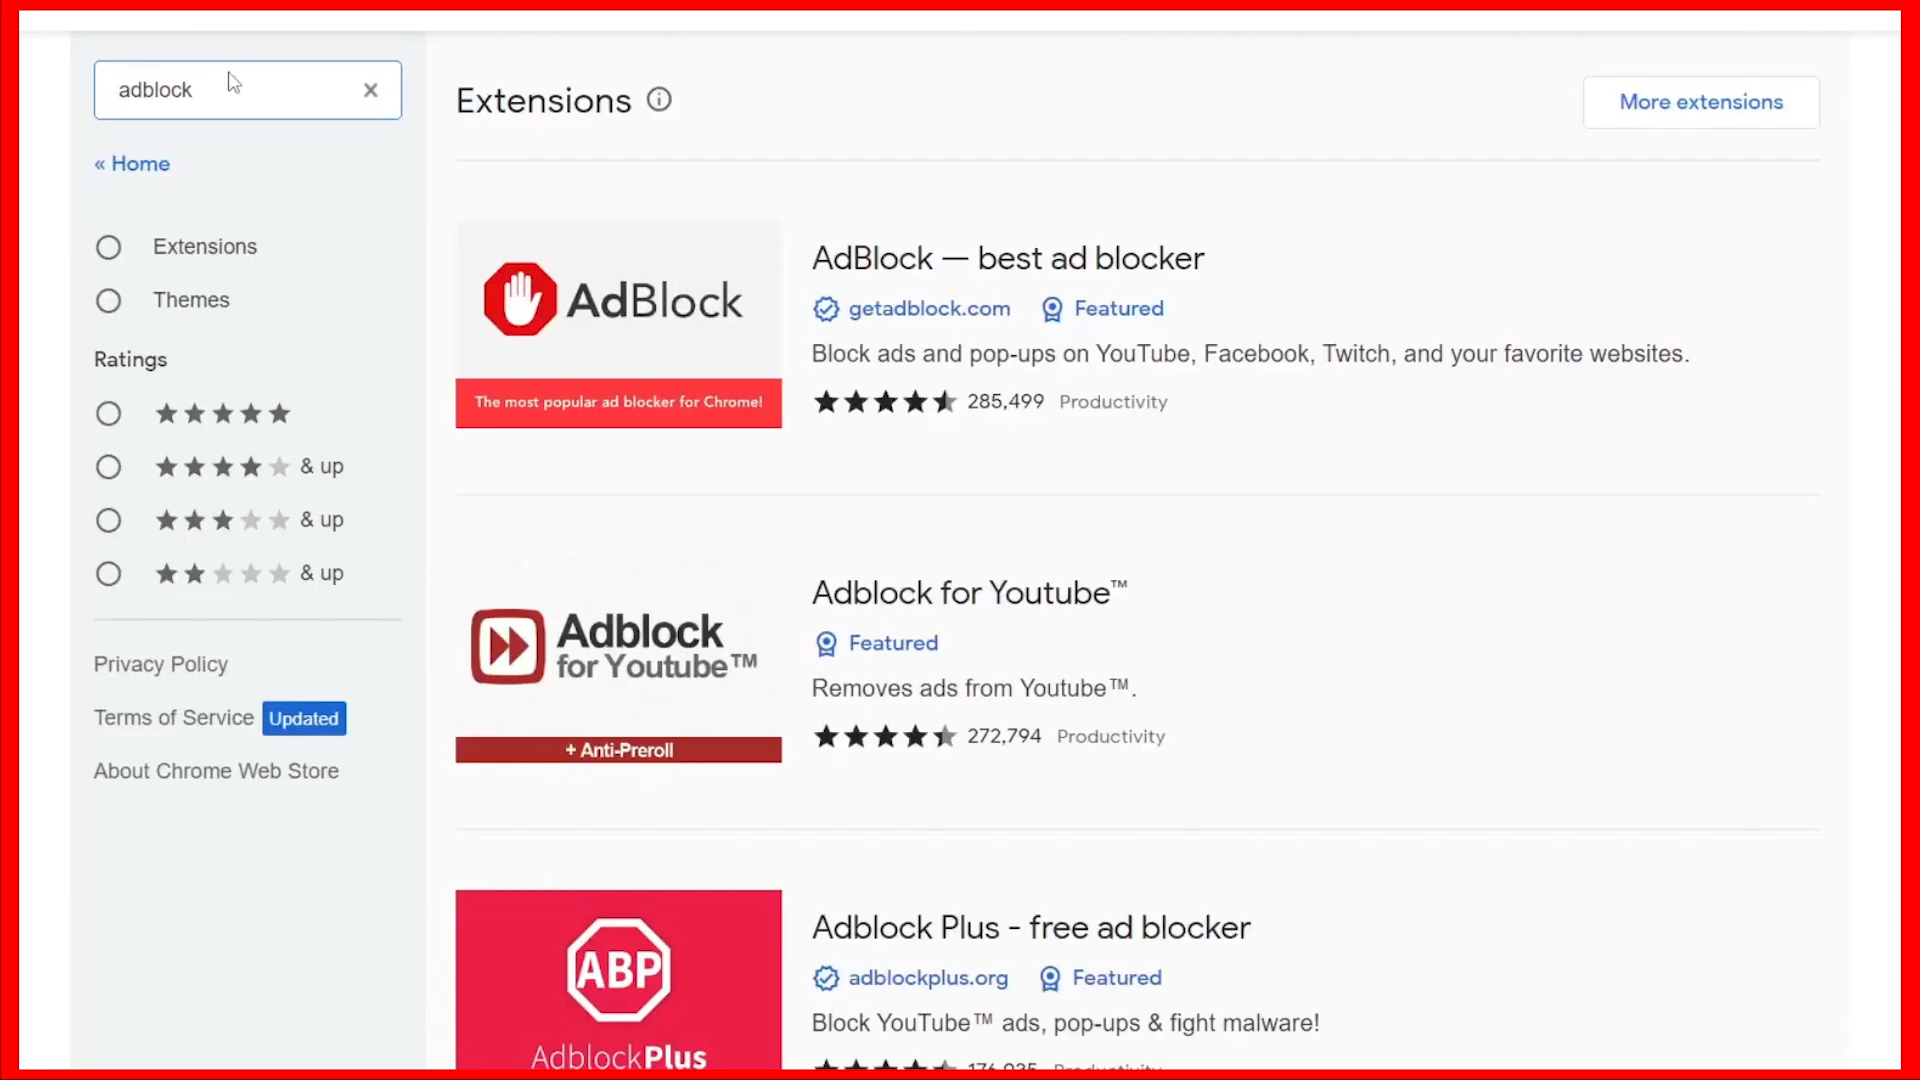 adblock
« Home
Extensions
Themes
Ratings
& up
& up
& up
Privacy Policy
Terms of Service Updated
About Chrome Web Store
Extensions
More extensions
AdBlock
The most popular ad blocker for Chrome!
AdBlock — best ad blocker
getadblock.com Featured
Block ads and pop-ups on YouTube, Facebook, Twitch, and your favorite websites.
285,499 Productivity
Adblock
for Youtube™
+ Anti-Preroll
Adblock for Youtube™
Featured
Removes ads from Youtube™.
272,794 Productivity
ABP
AdblockPlus
Adblock Plus - free ad blocker
adblockplus.org Featured
Block YouTube™ ads, pop-ups & fight malware!
Productivity